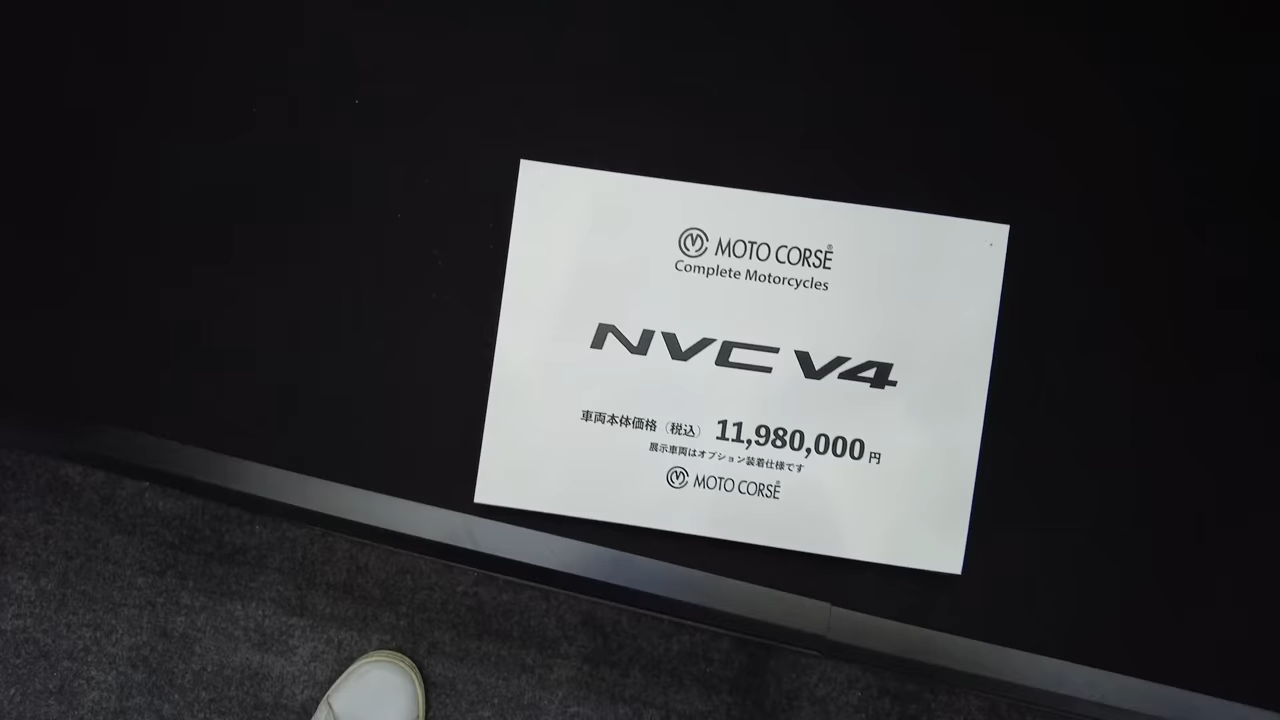 MOTO CORSE®
Complete Motorcycles
NVC V4
車両本体価格（税込） 11,980,000円
展示車両はオプション装着仕様です
MOTO CORSE®